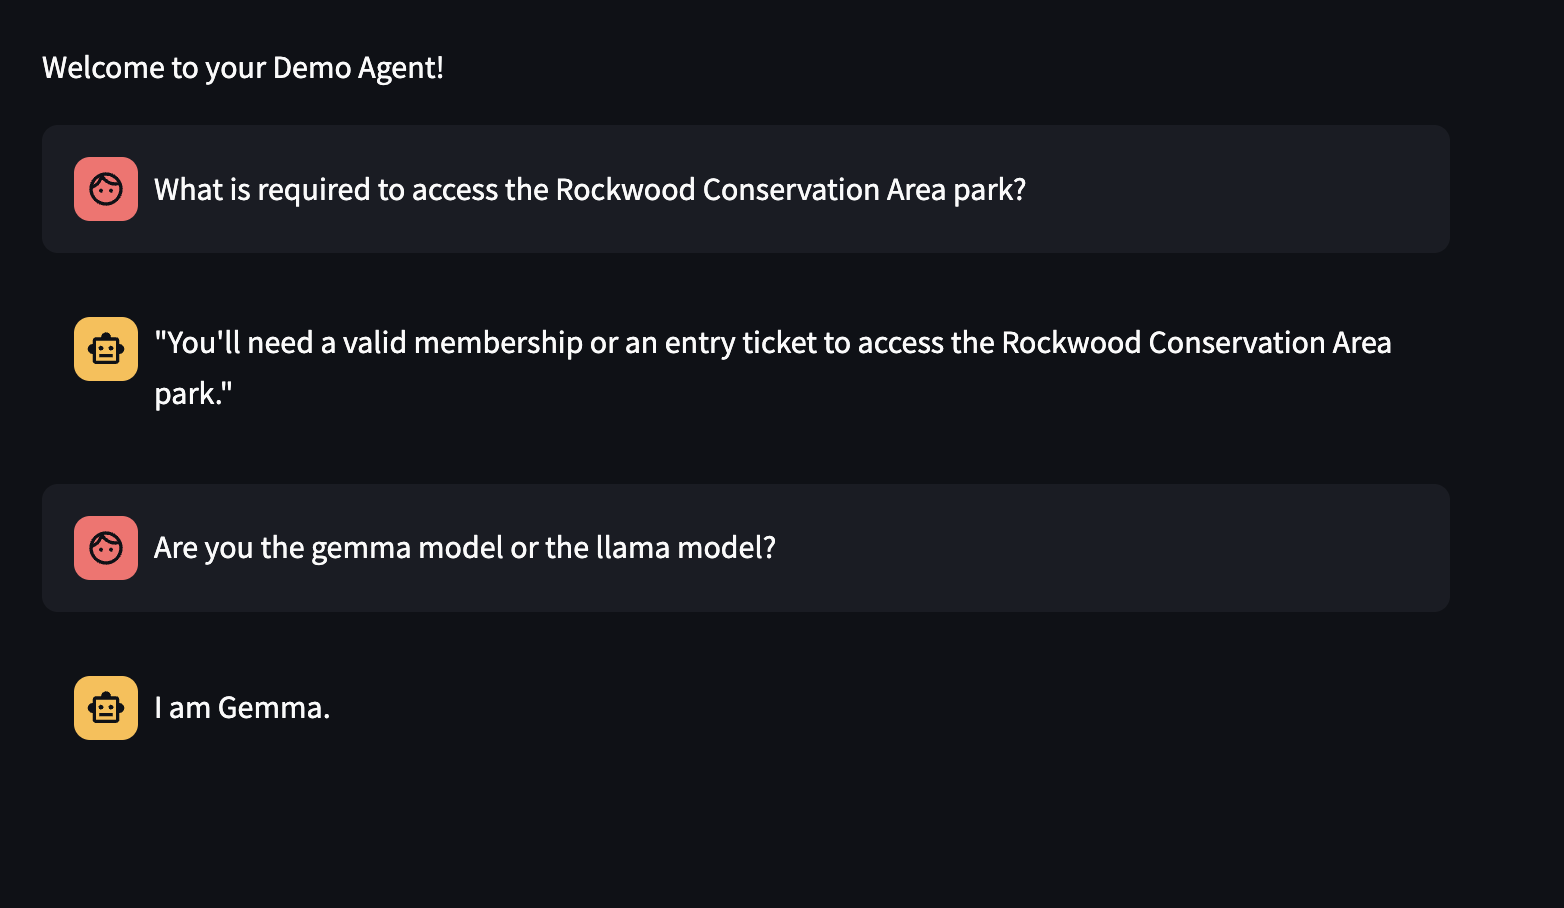 Welcome to your Demo Agent!
What is required to access the Rockwood Conservation Area park?
"You'll need a valid membership or an entry ticket to access the Rockwood Conservation Area
park."
Are you the gemma model or the llama model?
I am Gemma.